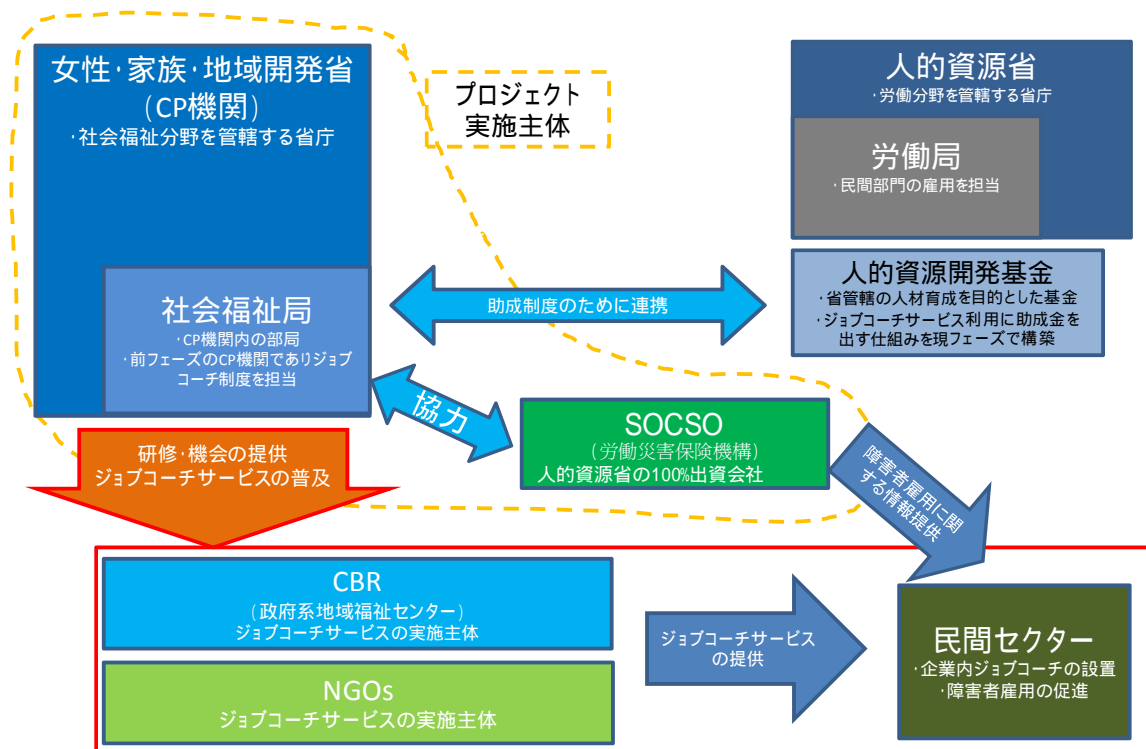 女性・家族・地域開発省
(CP機関)
・社会福祉分野を管轄する省庁
プロジェクト
実施主体
人的資源省
・労働分野を管轄する省庁
労働局
・民間部門の雇用を担当
社会福祉局
・CP機関内の部局
・前フェーズのCP機関でありジョブ
コーチ制度を担当
助成制度のために連携
人的資源開発基金
・省管轄の人材育成を目的とした基金
・ジョブコーチサービス利用に助成金を
出す仕組みを現フェーズで構築
協力
SOCSO
(労働災害保険機構)
人的資源省の100%出資会社
障害者雇用に関
する情報提供
研修・機会の提供
ジョブコーチサービスの普及
CBR
(政府系地域福祉センター)
ジョブコーチサービスの実施主体
NGOs
ジョブコーチサービスの実施主体
ジョブコーチサービス
の提供
民間セクター
・企業内ジョブコーチの設置
・障害者雇用の促進